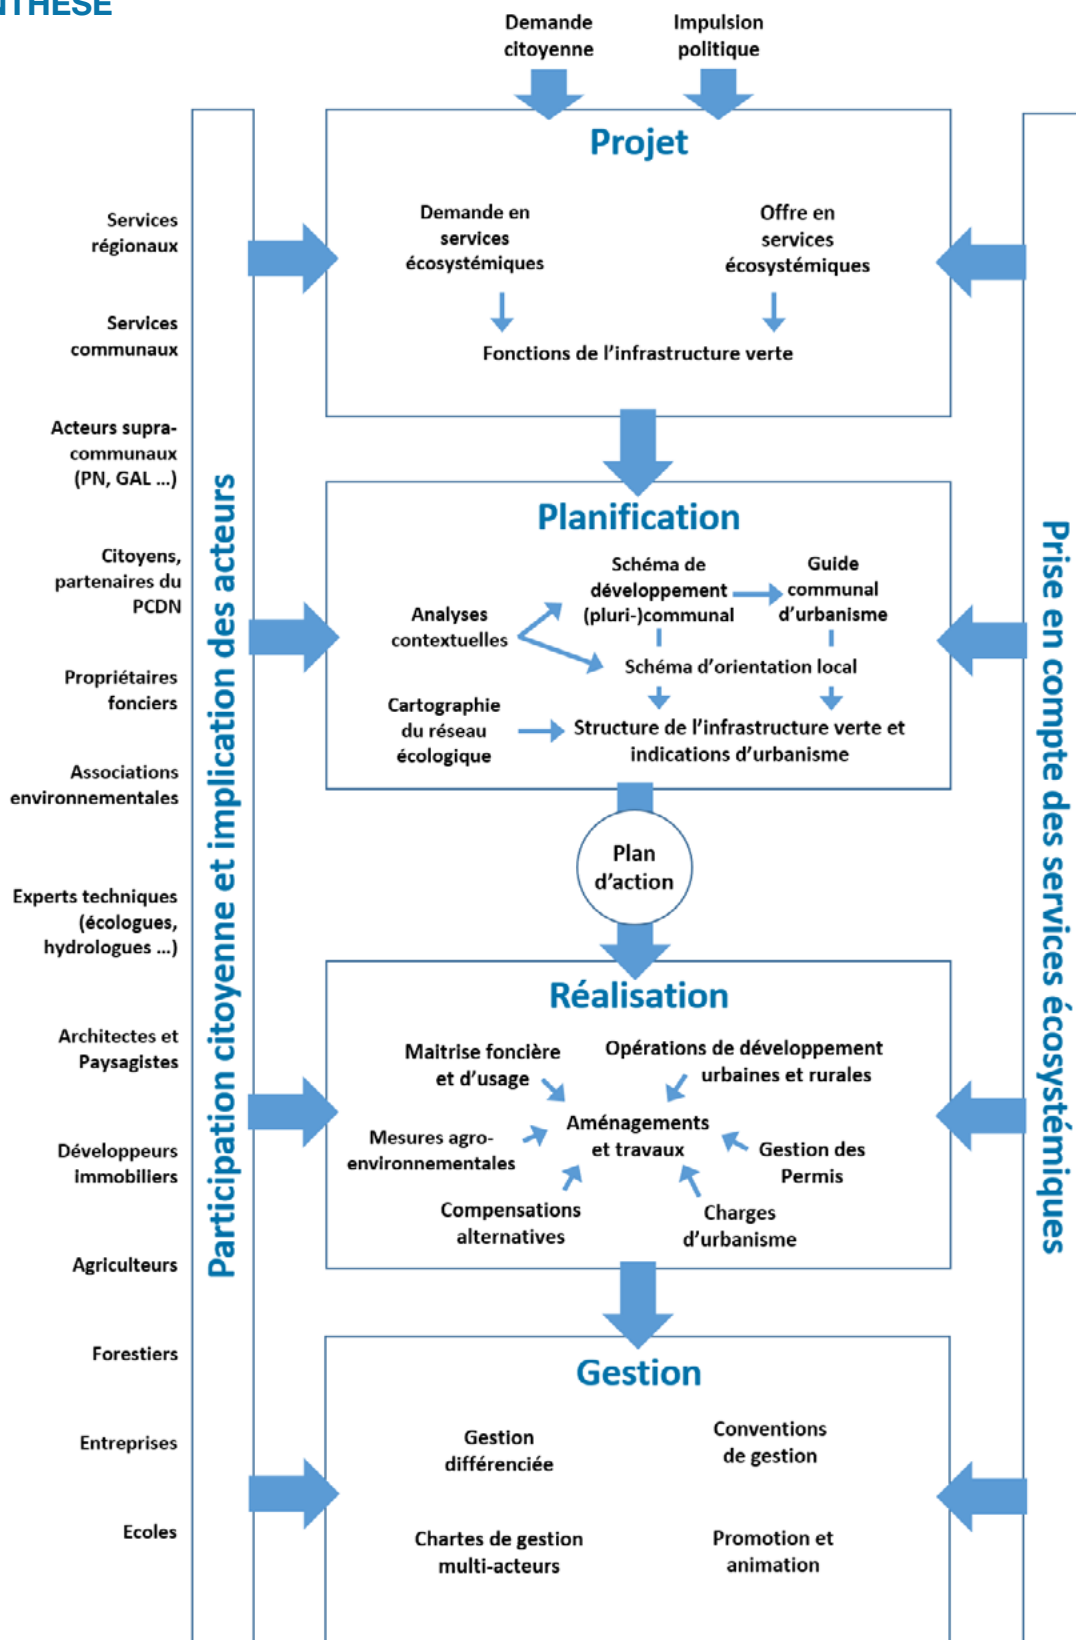 NTHÈSE
Demande
citoyenne
Impulsion
politique
Projet
Demande en
services
écosystémiques
Offre en
services
écosystémiques
Fonctions de l’infrastructure verte
Services
régionaux
Services
communaux
Acteurs supra-
communaux
(PN, GAL ...)
Citoyens,
partenaires du
PCDN
Propriétaires
fonciers
Associations
environnementales
Experts techniques
(écologues,
hydrologues ...)
Architectes et
Paysagistes
Développeurs
immobiliers
Agriculteurs
Forestiers
Entreprises
Ecoles
Participation citoyenne et implication des acteurs
Planification
Analyses
contextuelles
Schéma de
développement
(pluri-)communal
Guide
communal
d’urbanisme
Schéma d’orientation local
Cartographie
du réseau
écologique
Structure de l’infrastructure verte et
indications d’urbanisme
Plan
d’action
Réalisation
Maitrise foncière
et d’usage
Opérations de développement
urbaines et rurales
Aménagements
et travaux
Mesures agro-
environnementales
Gestion des
Permis
Compensations
alternatives
Charges
d’urbanisme
Gestion
Gestion
différenciée
Conventions
de gestion
Chartes de gestion
multi-acteurs
Promotion et
animation
Prise en compte des services écosystémiques